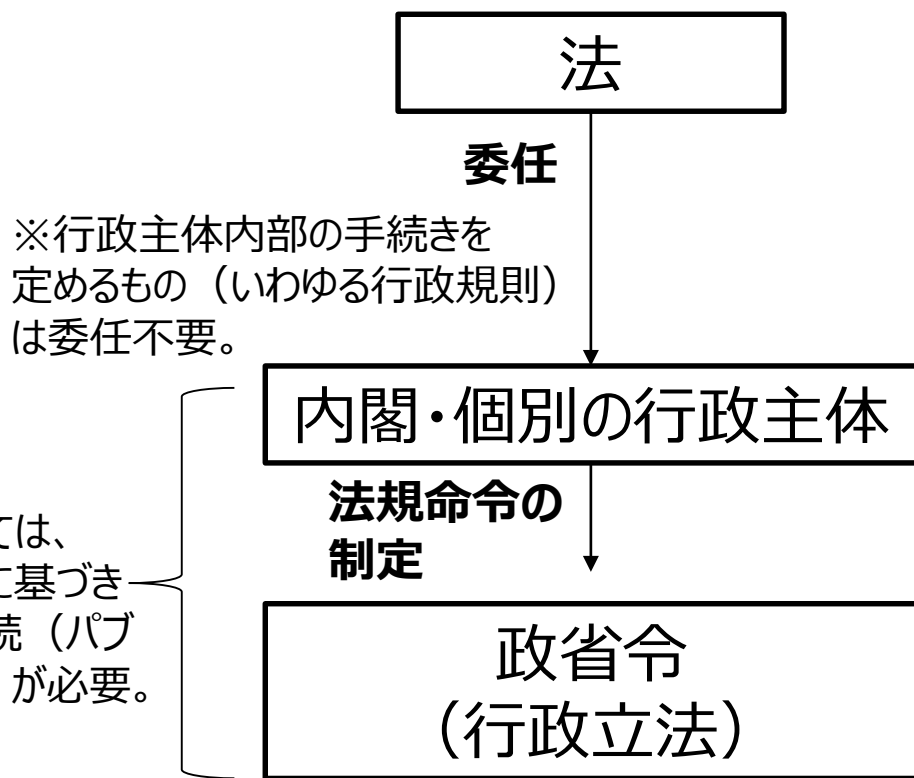 法
委任
※行政主体内部の手続きを
定めるもの（いわゆる行政規則）
は委任不要。
内閣・個別の行政主体
法規命令の
制定
ては、
に基づき
続（パブ
）が必要。
政省令
（行政立法）